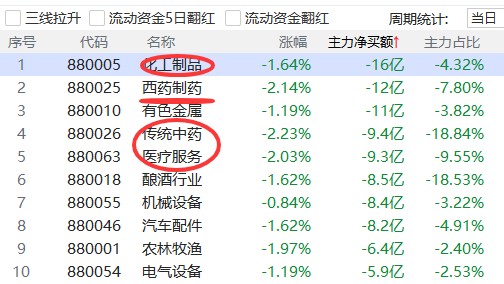 三线拉升 流动资金5日翻红 流动资金翻红 周期统计: 当日
序号 代码 名称 涨幅 主力净买额↑ 主力占比
1 880005 化工制品 -1.64% -16亿 -4.32%
2 880025 西药制药 -2.14% -12亿 -7.80%
3 880010 有色金属 -1.19% -11亿 -3.82%
4 880026 传统中药 -2.23% -9.4亿 -18.84%
5 880063 医疗服务 -2.03% -9.3亿 -9.55%
6 880018 酿酒行业 -1.62% -8.5亿 -18.53%
7 880055 机械设备 -0.84% -8.4亿 -3.22%
8 880046 汽车配件 -1.62% -8.2亿 -4.91%
9 880001 农林牧渔 -1.97% -6.4亿 -2.40%
10 880054 电气设备 -1.19% -5.9亿 -2.53%